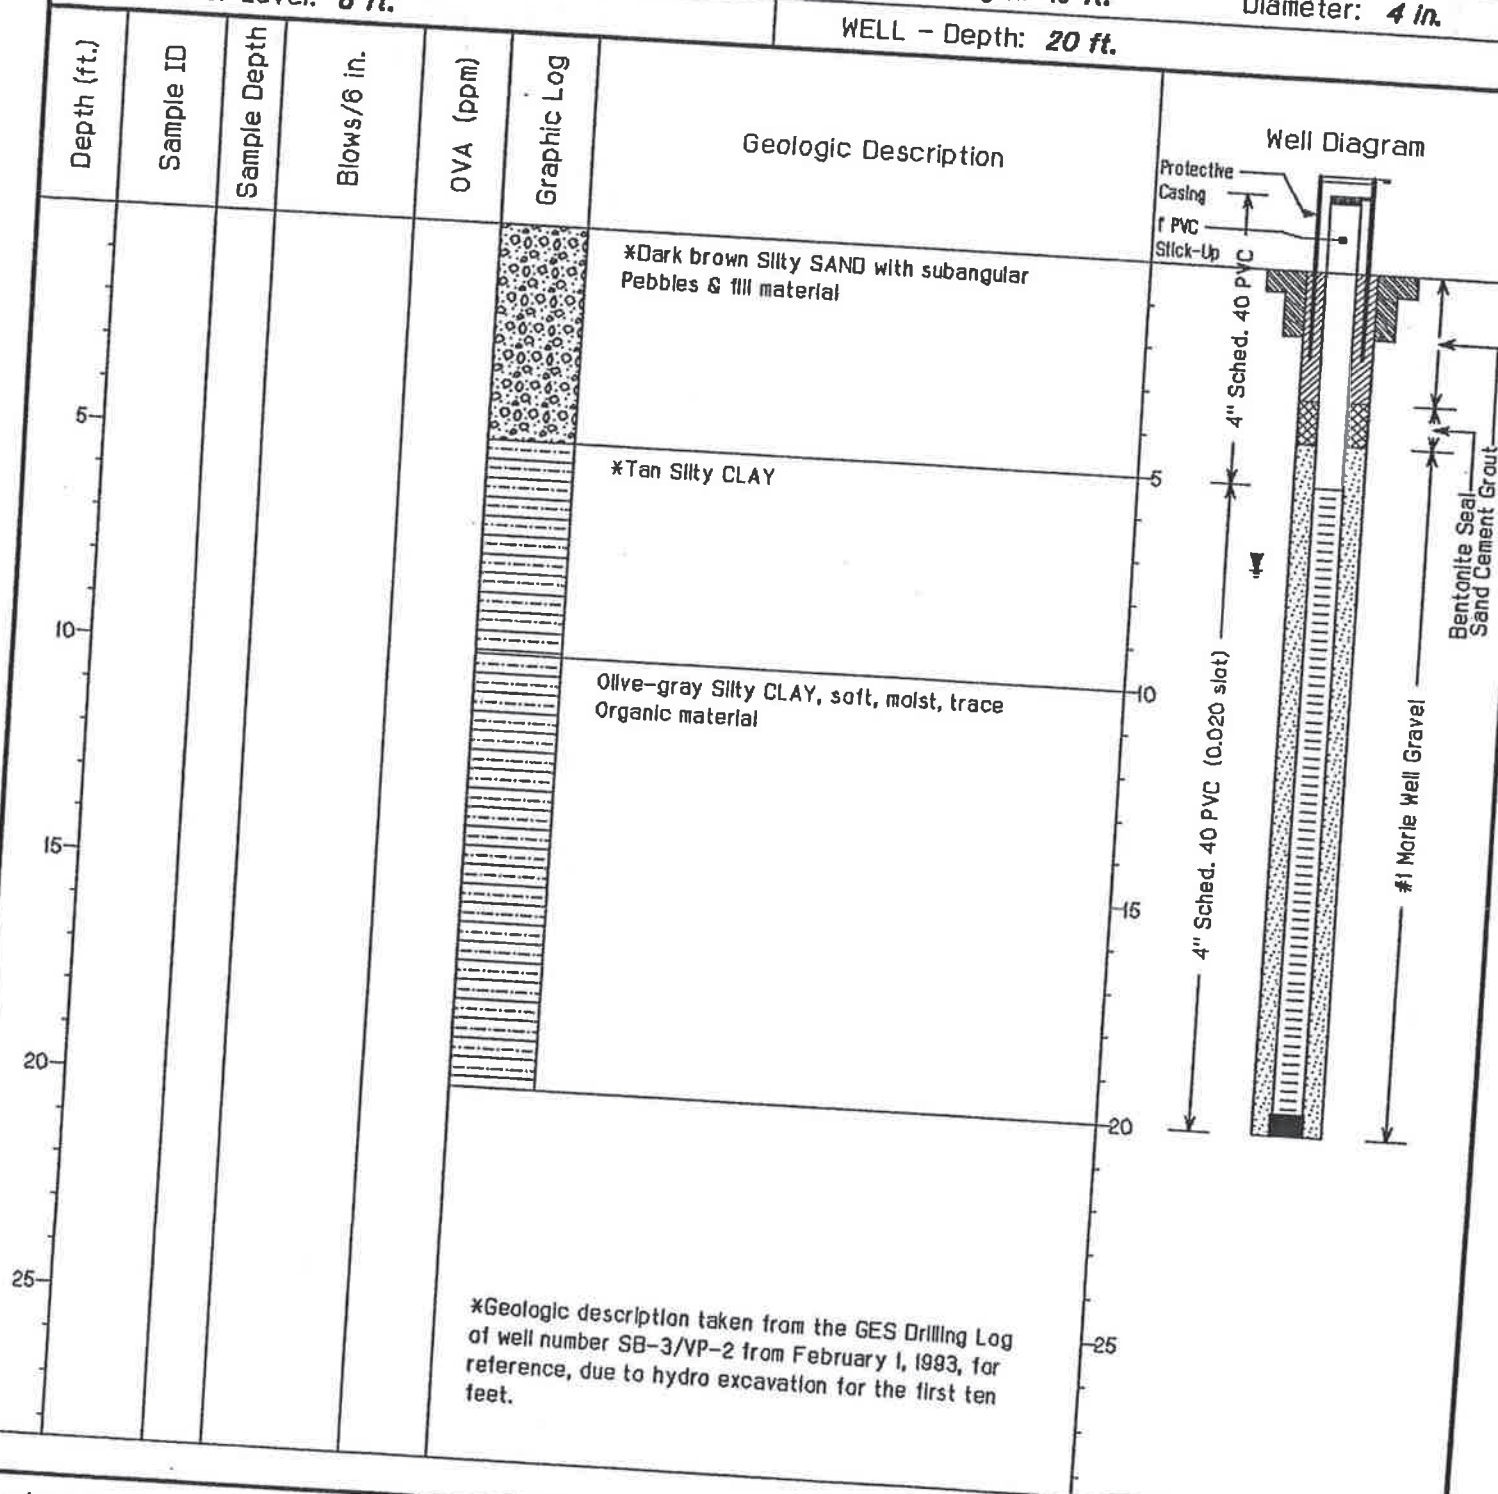 Level: 8 ft.
ft.
Diameter: 4 in.
WELL - Depth: 20 ft.
Depth (ft.)
Sample ID
Sample Depth
Blows/6 in.
OVA (ppm)
Graphic Log
Geologic Description
Well Diagram
Protective
Casing
1' PVC
Stick-Up
*Dark brown Silty SAND with subangular
Pebbles & fill material
4" Sched. 40 PVC
5
*Tan Silty CLAY
5
Bentonite Seal
Sand Cement Grout
10
Olive-gray Silty CLAY, soft, moist, trace
Organic material
10
4" Sched. 40 PVC (0.020 slot)
#1 Morie Well Gravel
15
15
20
20
25
*Geologic description taken from the GES Drilling Log
of well number SB-3/VP-2 from February 1, 1993, for
reference, due to hydro excavation for the first ten
feet.
25